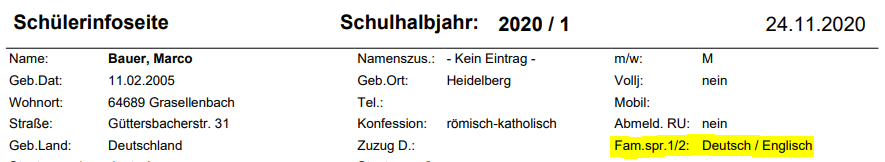 Schülerinfoseite Schulhalbjahr: 2020 / 1 24.11.2020
Name: Bauer, Marco Namenszus.: - Kein Eintrag - m/w: M
Geb.Dat: 11.02.2005 Geb.Ort: Heidelberg Vollj: nein
Wohnort: 64689 Grasellenbach Tel.: Mobil:
Straße: Güttersbacherstr. 31 Konfession: römisch-katholisch Abmeld. RU: nein
Geb.Land: Deutschland Zuzug D.: Fam.spr.1/2: Deutsch / Englisch